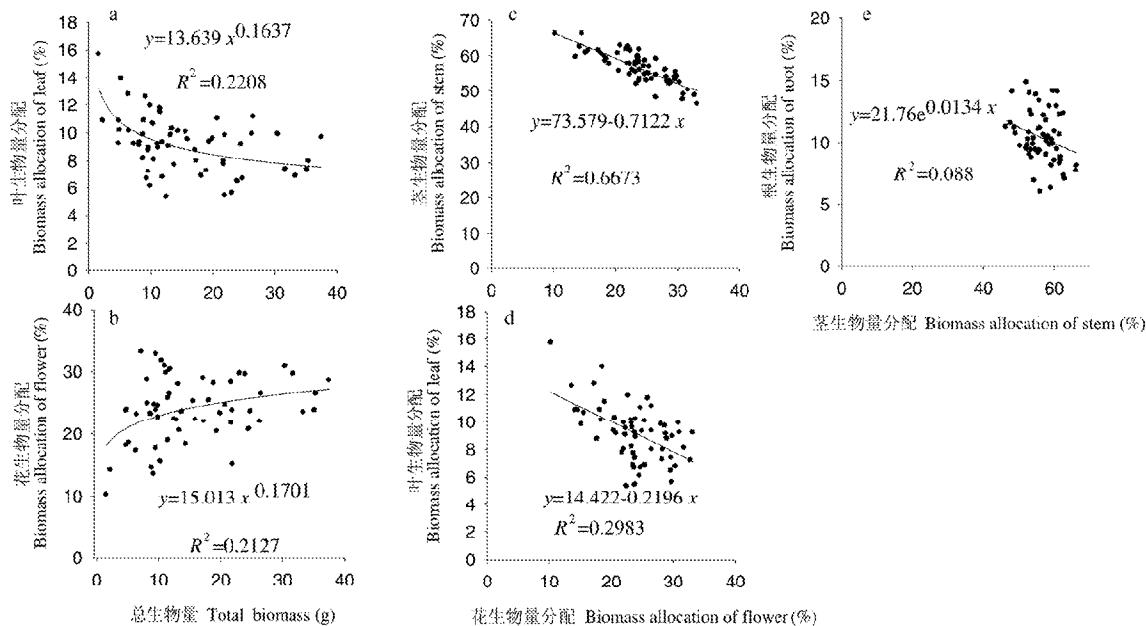 a
18
16
14
12
10
8
6
4
2
0
0 10 20 30 40
叶生物量分配
Biomass allocation of leaf (%)
y=13.639 x^0.1637
R²=0.2208
b
40
30
20
10
0
0 10 20 30 40
花生物量分配
Biomass allocation of flower(%)
y=15.013 x^0.1701
R²=0.2127
总生物量 Total biomass (g)
c
70
60
50
40
30
20
10
0
0 10 20 30 40
茎生物量分配
Biomass allocation of stem(%)
y=73.579-0.7122 x
R²=0.6673
d
18
16
14
12
10
8
6
4
2
0
0 10 20 30 40
叶生物量分配
Biomass allocation of leaf(%)
y=14.422-0.2196 x
R²=0.2983
花生物量分配 Biomass allocation of flower(%)
e
20
15
10
5
0
0 20 40 60
根生物量分配
Biomass allocation of root(%)
y=21.76e^0.0134 x
R²=0.088
茎生物量分配 Biomass allocation of stem (%)